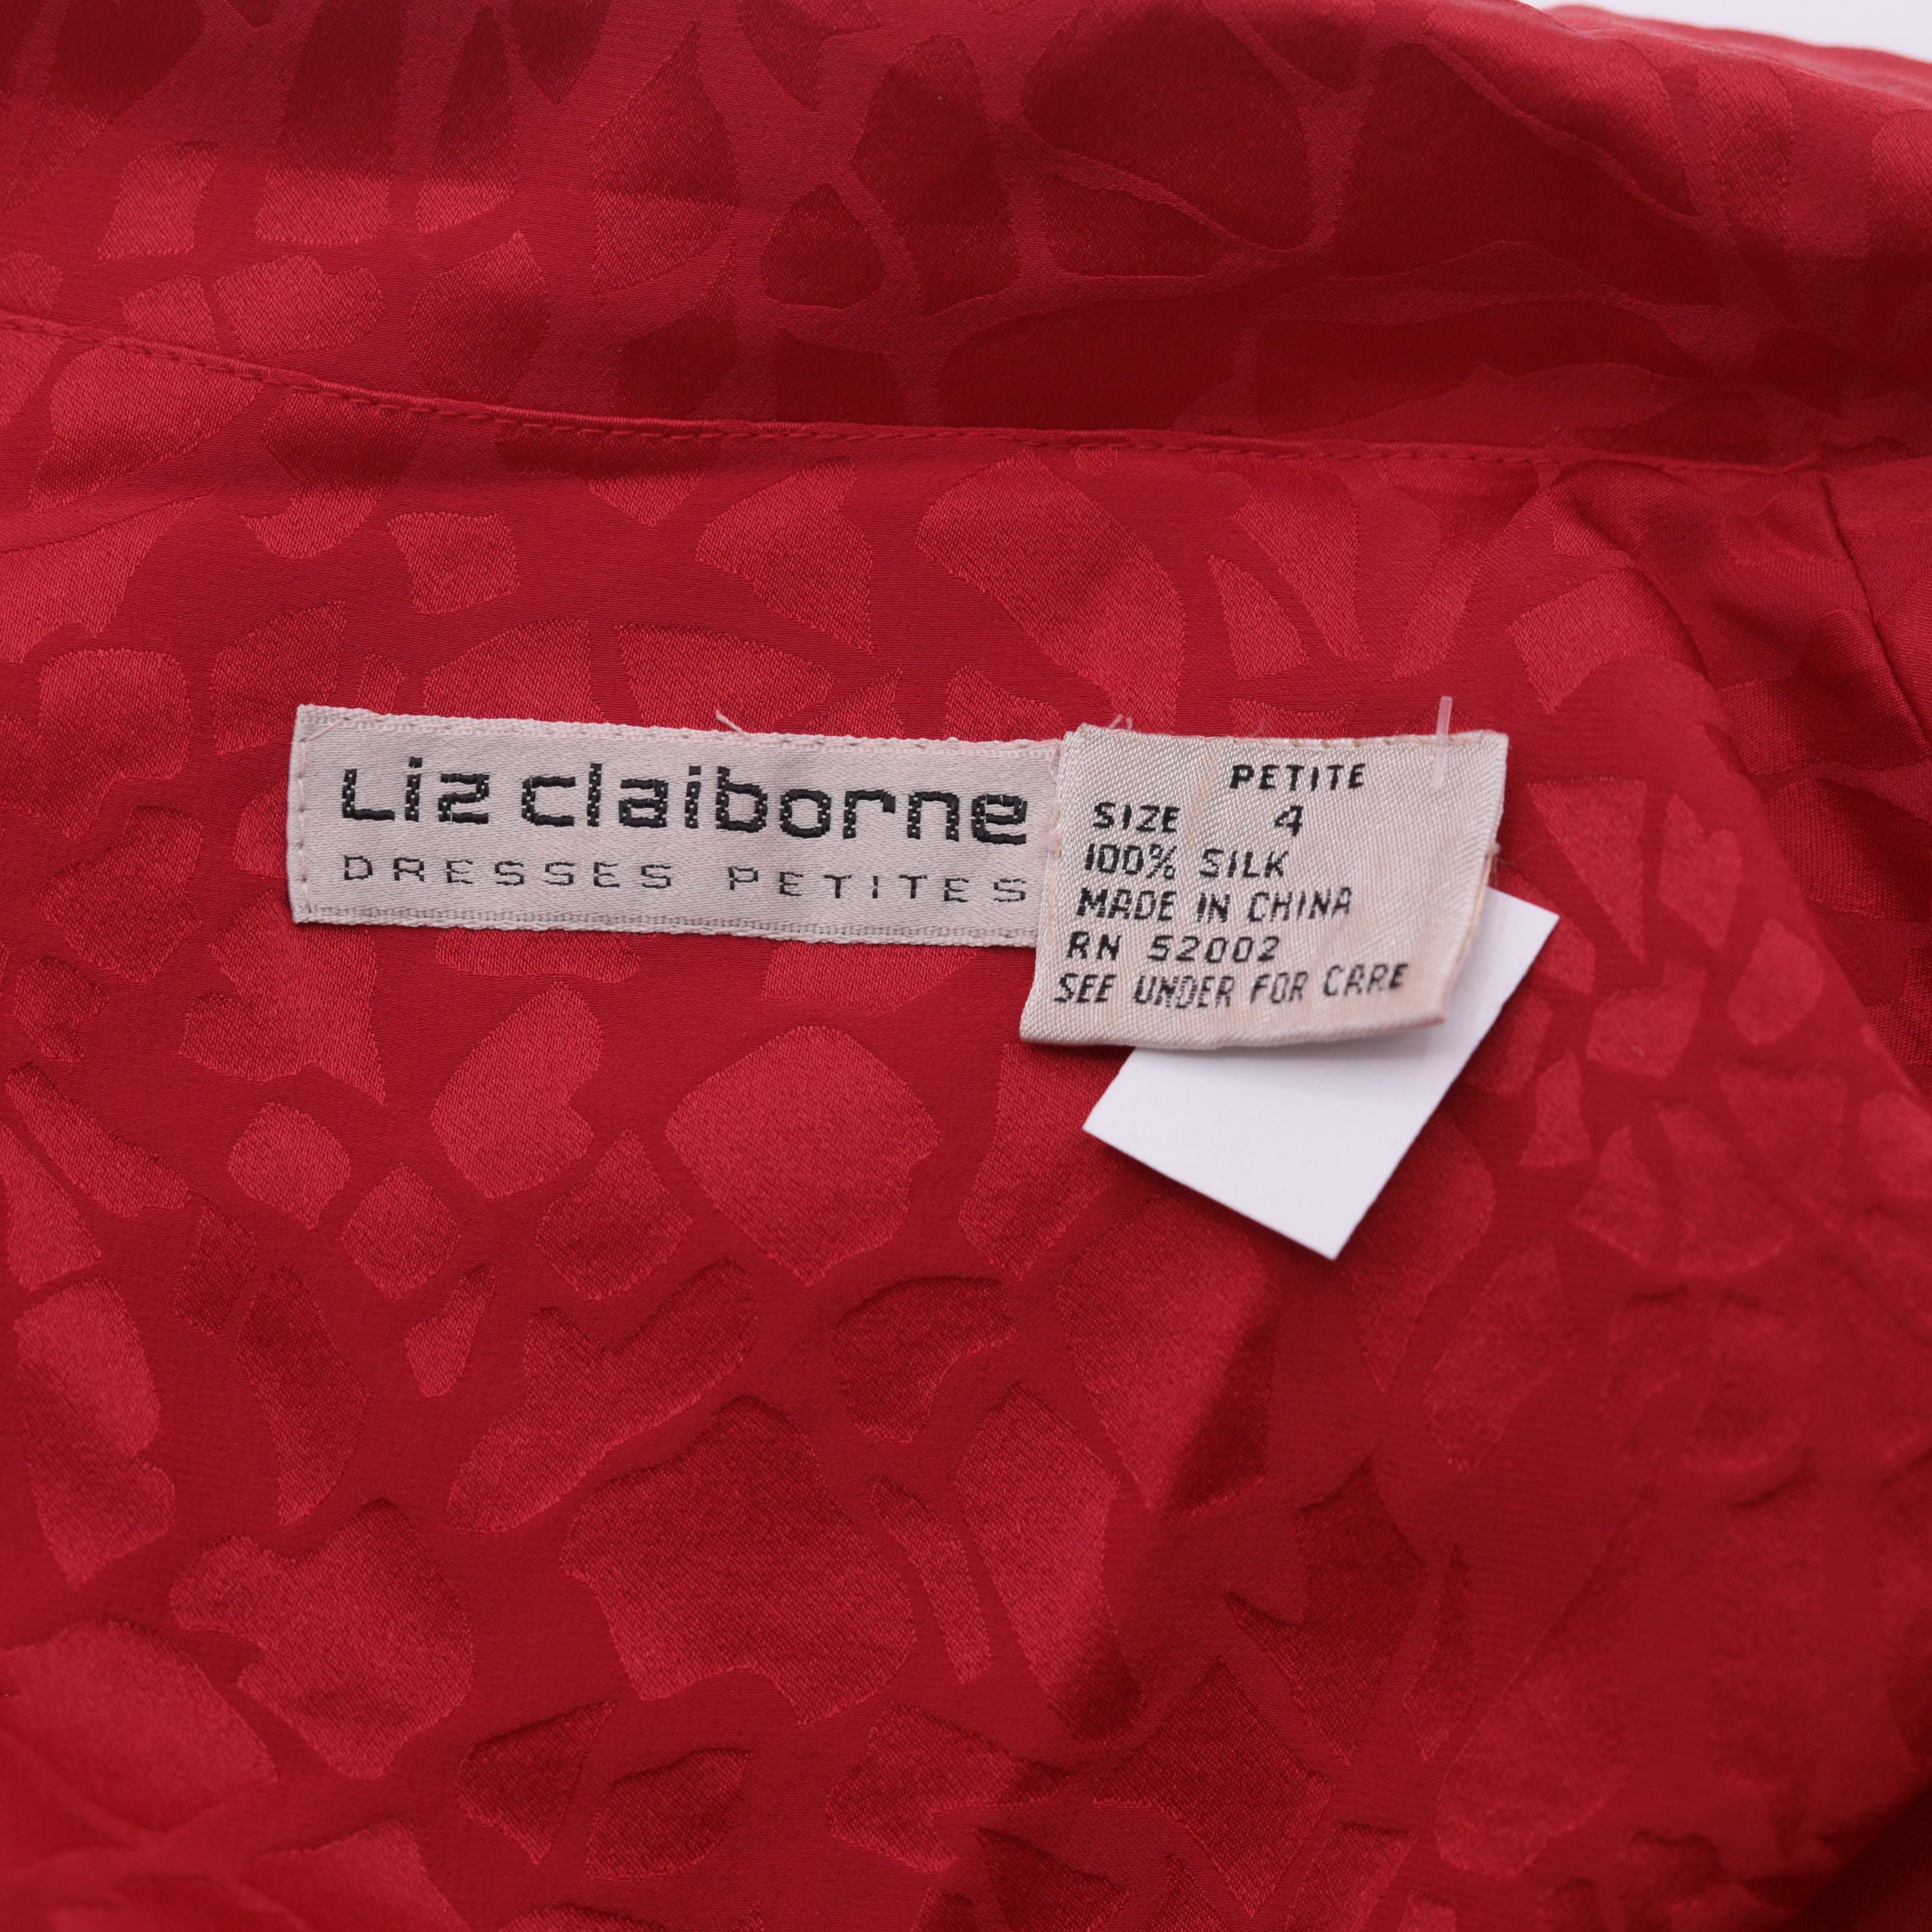 Liz claiborne
DRESSES PETITES
PETITE
SIZE 4
100% SILK
MADE IN CHINA
RN 52002
SEE UNDER FOR CARE